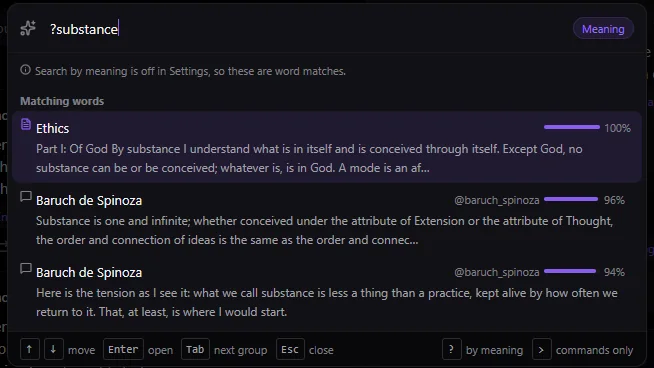 ?substance
Meaning
Search by meaning is off in Settings, so these are word matches.
Matching words
Ethics 100%
Part I: Of God By substance I understand what is in itself and is conceived through itself. Except God, no
substance can be or be conceived; whatever is, is in God. A mode is an af...
Baruch de Spinoza @baruch_spinoza 96%
Substance is one and infinite; whether conceived under the attribute of Extension or the attribute of Thought,
the order and connection of ideas is the same as the order and connec...
Baruch de Spinoza @baruch_spinoza 94%
Here is the tension as I see it: what we call substance is less a thing than a practice, kept alive by how often we
return to it. That, at least, is where I would start.
↑ ↓ move Enter open Tab next group Esc close ? by meaning > commands only